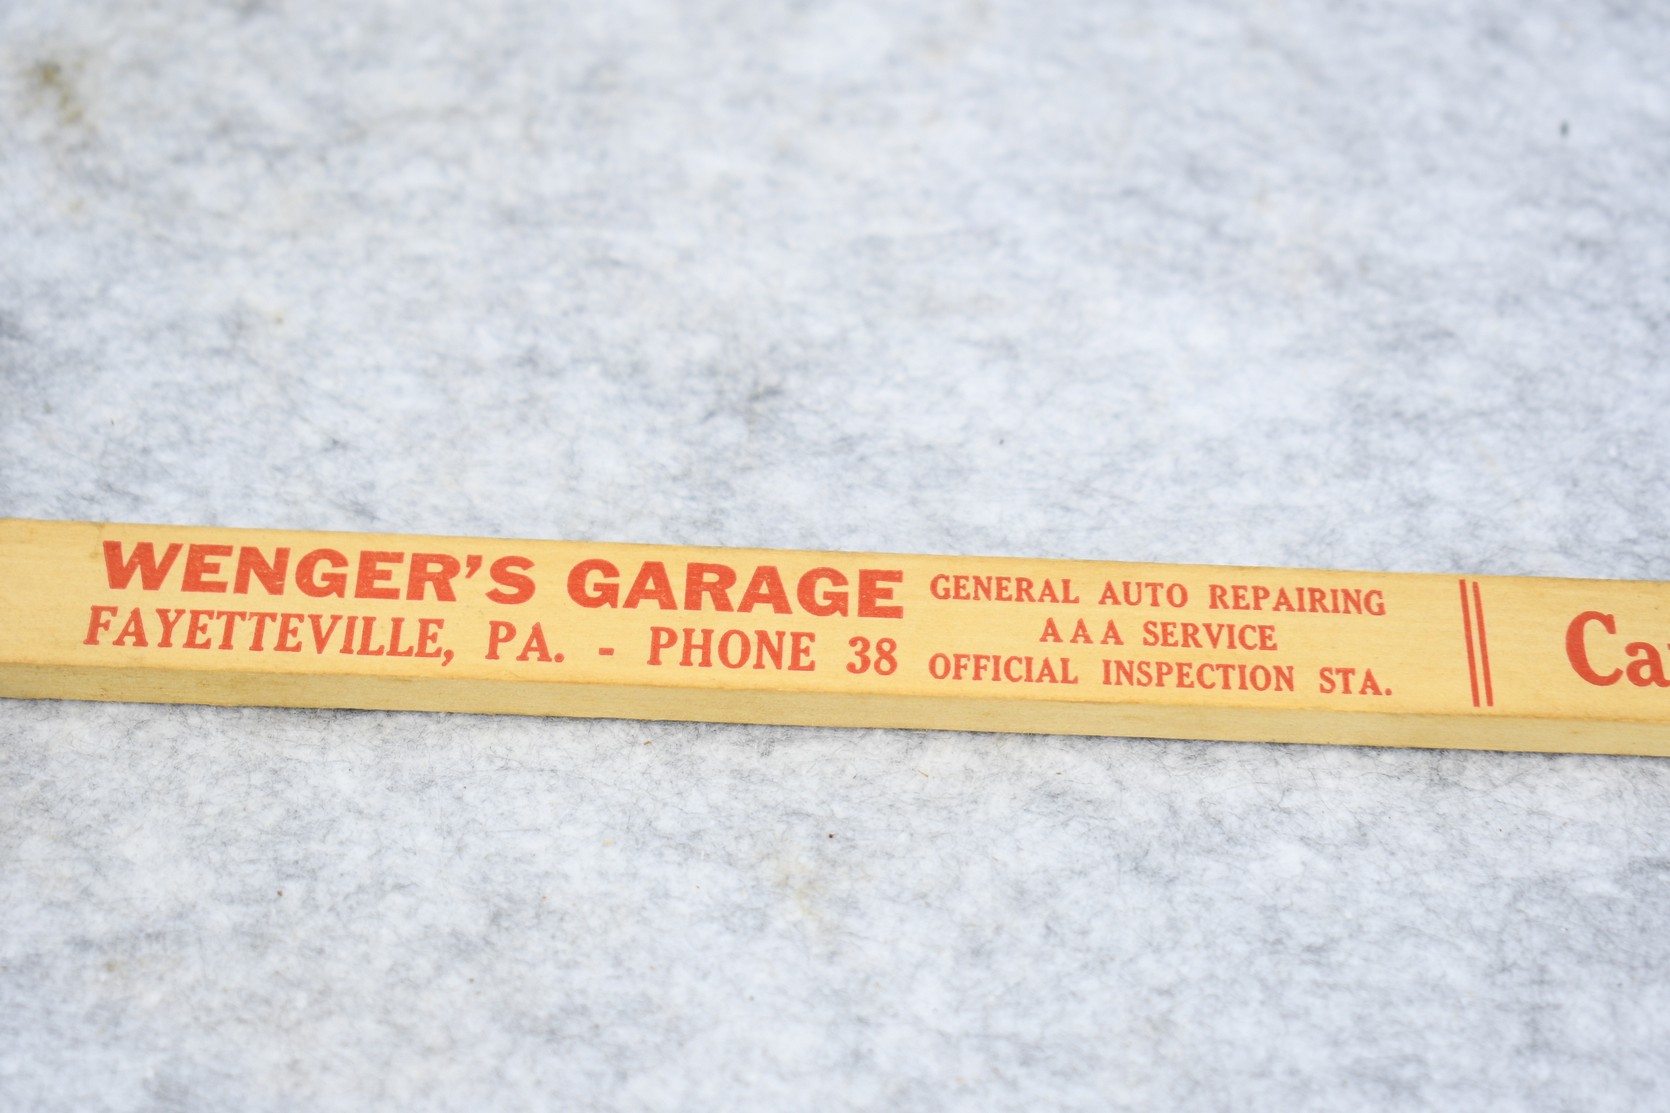 WENGER'S GARAGE
FAYETTEVILLE, PA. - PHONE 38
GENERAL AUTO REPAIRING
AAA SERVICE
OFFICIAL INSPECTION STA.